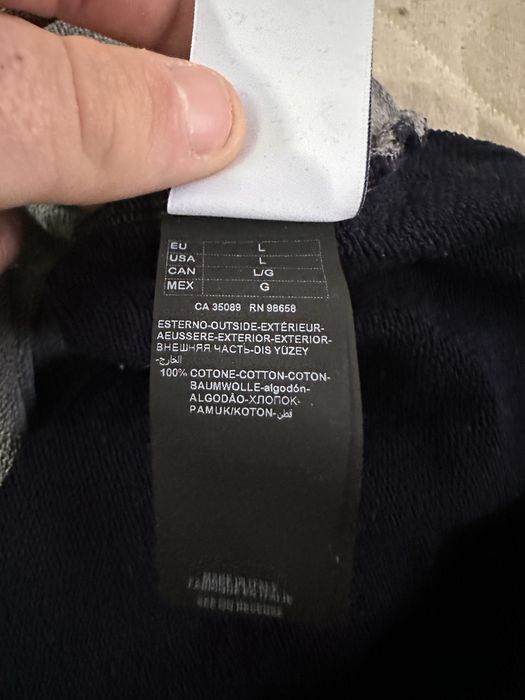 EU L
USA L
CAN L/G
MEX G
CA 35089 RN 98658
ESTERNO-OUTSIDE-EXTÉRIEUR-
AEUSSERE-EXTERIOR-EXTERIOR-
ВНЕШНЯЯ ЧАСТЬ-DIS YÜZEY
-الخارج-
100% COTONE-COTTON-COTON-
BAUMWOLLE-algodón-
ALGODÃO-ХЛОПОК-
PAMUK/KOTON-قطن